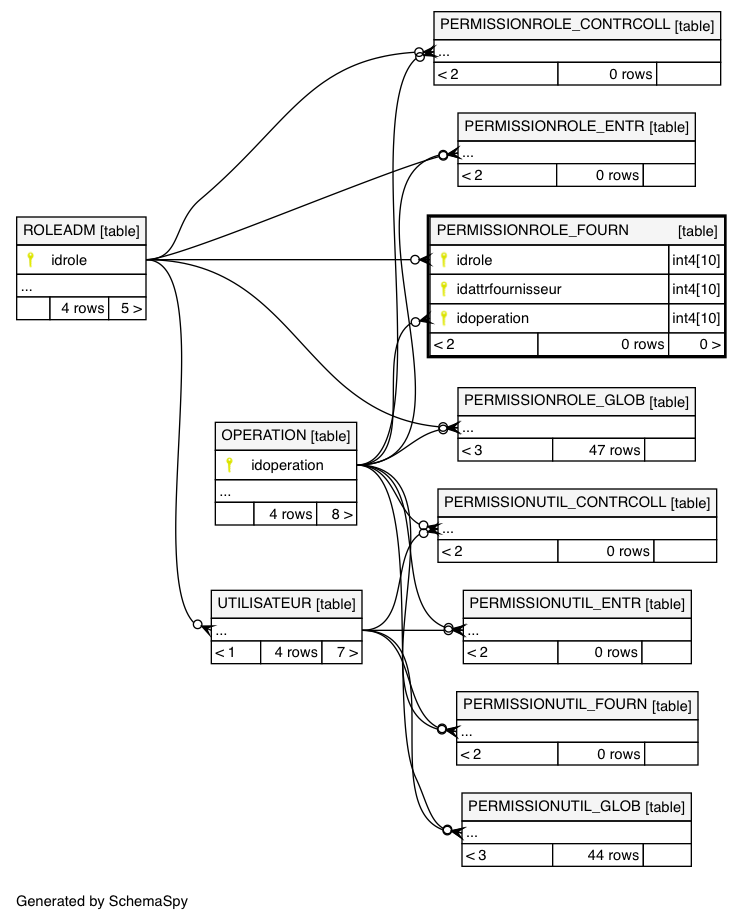 PERMISSIONROLE_CONTRCOLL [table]
...
< 2 0 rows
PERMISSIONROLE_ENTR [table]
...
< 2 0 rows
ROLEADM [table]
idrole
...
4 rows 5 >
PERMISSIONROLE_FOURN [table]
idrole int4[10]
idattrfournisseur int4[10]
idoperation int4[10]
< 2 0 rows 0 >
PERMISSIONROLE_GLOB [table]
...
< 3 47 rows
OPERATION [table]
idoperation
...
4 rows 8 >
PERMISSIONUTIL_CONTRCOLL [table]
...
< 2 0 rows
UTILISATEUR [table]
...
< 1 4 rows 7 >
PERMISSIONUTIL_ENTR [table]
...
< 2 0 rows
PERMISSIONUTIL_FOURN [table]
...
< 2 0 rows
PERMISSIONUTIL_GLOB [table]
...
< 3 44 rows
Generated by SchemaSpy